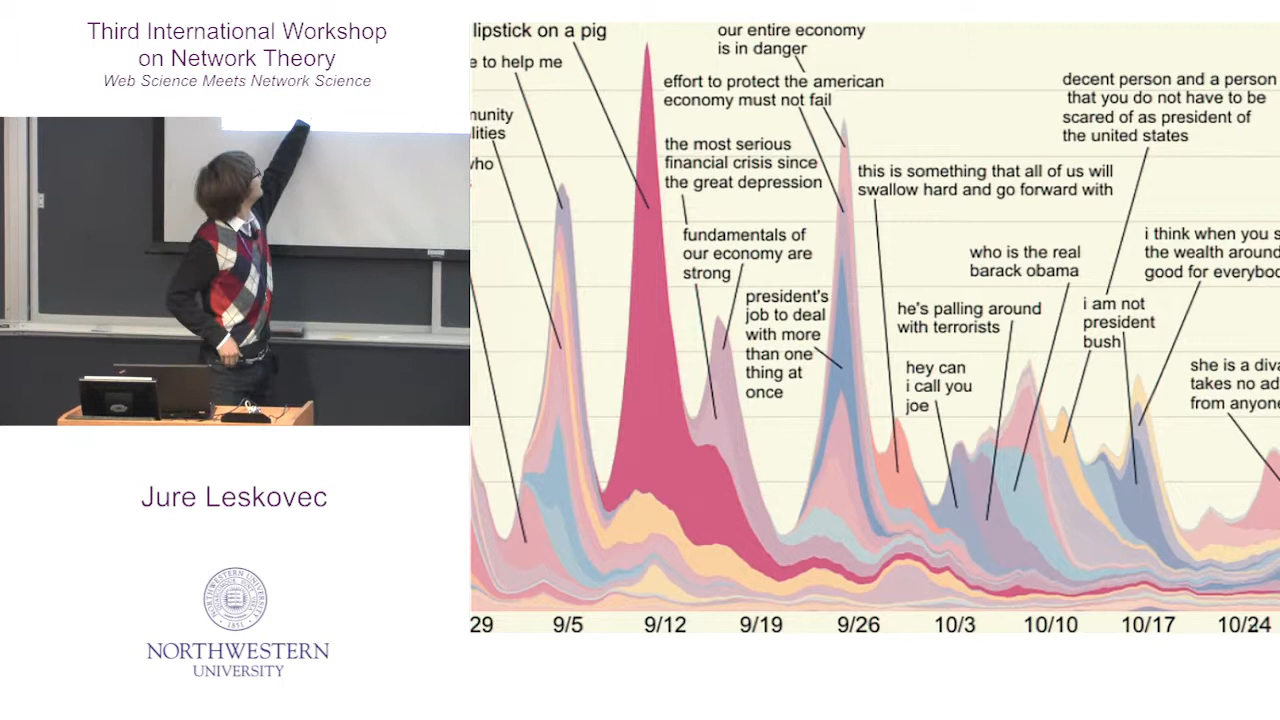 Third International Workshop
on Network Theory
Web Science Meets Network Science
Jure Leskovec
NORTHWESTERN
UNIVERSITY
lipstick on a pig
e to help me
munity
lities
who
our entire economy
is in danger
effort to protect the american
economy must not fail
the most serious
financial crisis since
the great depression
fundamentals of
our economy are
strong
president's
job to deal
with more
than one
thing at
once
this is something that all of us will
swallow hard and go forward with
decent person and a person
that you do not have to be
scared of as president of
the united states
who is the real
barack obama
he's palling around
with terrorists
hey can
i call you
joe
i am not
president
bush
i think when you s
the wealth around
good for everybod
she is a diva
takes no ad
from anyone
29 9/5 9/12 9/19 9/26 10/3 10/10 10/17 10/24